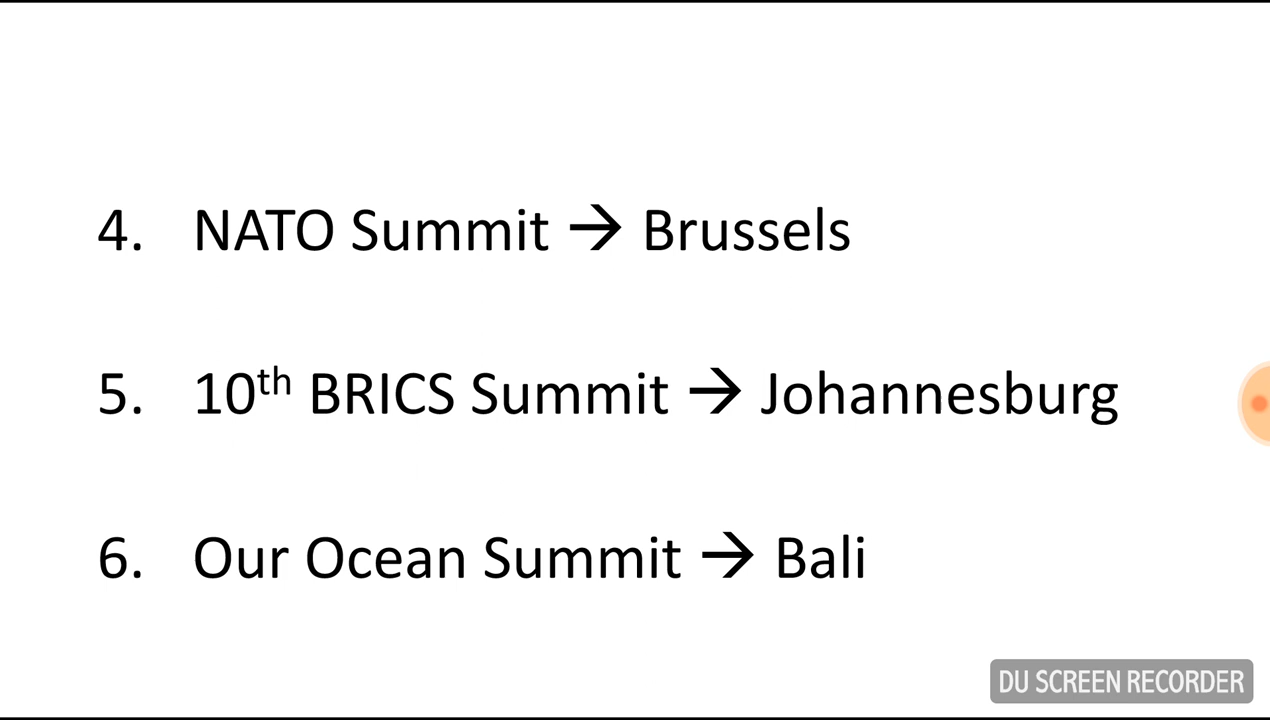 4. NATO Summit → Brussels
5. 10th BRICS Summit → Johannesburg
6. Our Ocean Summit → Bali
DU SCREEN RECORDER